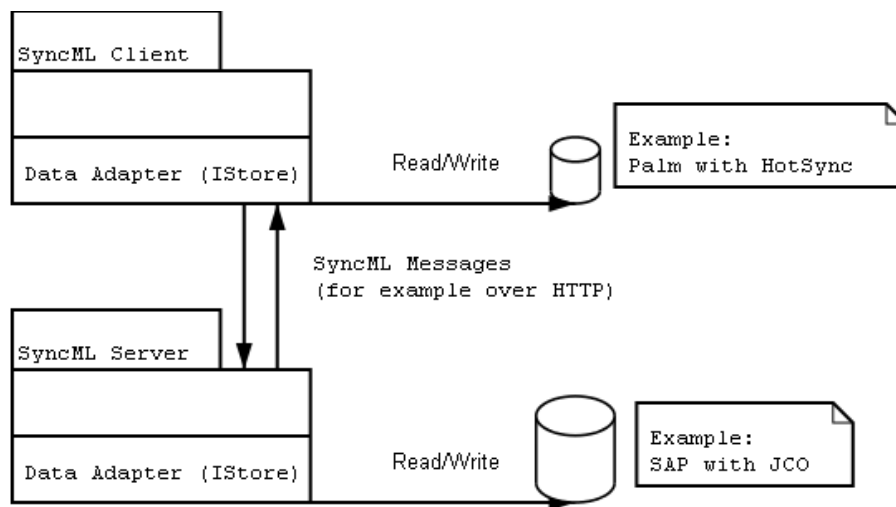 SyncML Client
Data Adapter (IStore)
Read/Write
Example:
Palm with HotSync
SyncML Messages
(for example over HTTP)
SyncML Server
Data Adapter (IStore)
Read/Write
Example:
SAP with JCO